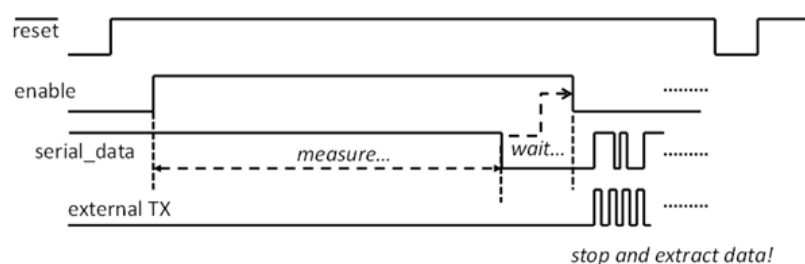 reset
enable
serial_data
measure...
wait...
external TX
stop and extract data!